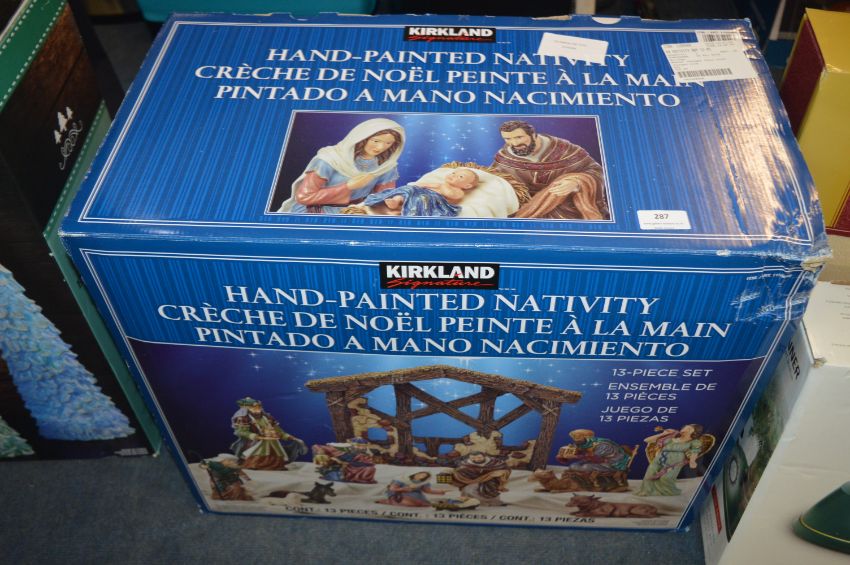 KIRKLAND
Signature
HAND-PAINTED NATIVITY
CRÈCHE DE NOËL PEINTE À LA MAIN
PINTADO A MANO NACIMIENTO
287
KIRKLAND
Signature
HAND-PAINTED NATIVITY
CRÈCHE DE NOËL PEINTE À LA MAIN
PINTADO A MANO NACIMIENTO
13-PIECE SET
ENSEMBLE DE
13 PIÈCES
JUEGO DE
13 PIEZAS
CONT.: 13 PIECES / CONT. : 13 PIÈCES / CONT.: 13 PIEZAS